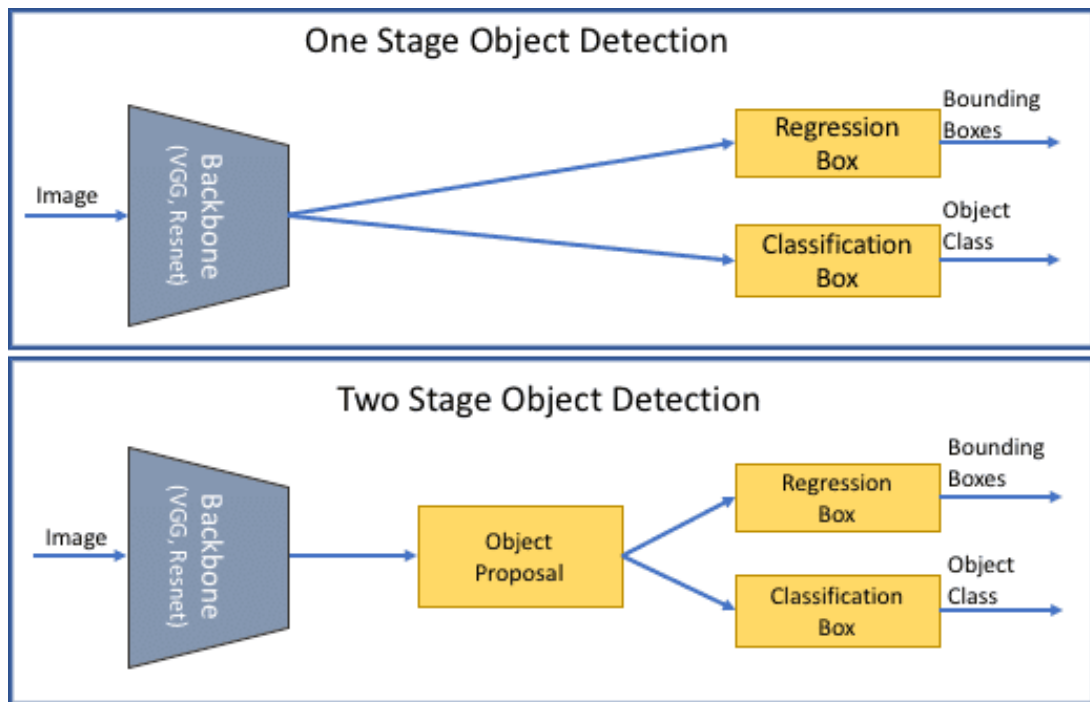 One Stage Object Detection
Image
Backbone
(VGG, Resnet)
Regression
Box
Bounding
Boxes
Classification
Box
Object
Class
Two Stage Object Detection
Image
Backbone
(VGG, Resnet)
Object
Proposal
Regression
Box
Bounding
Boxes
Classification
Box
Object
Class